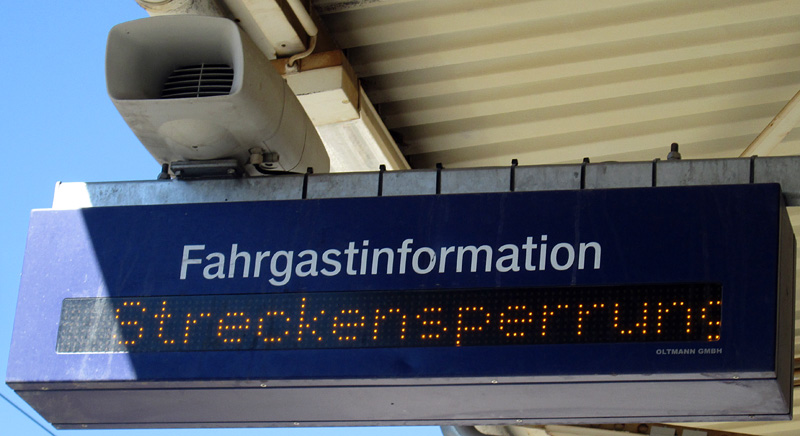 Fahrgastinformation
Streckensperrung
OLTMANN GMBH